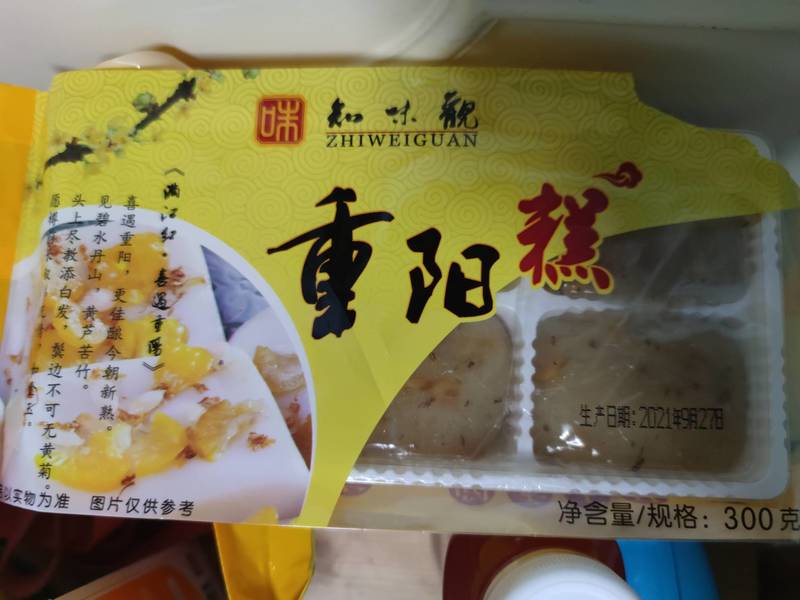 味 知味觀
ZHIWEIGUAN
重阳糕
《满江红·喜遇重陽》
喜遇重阳，更佳酿今朝新熟。
见碧水丹山，黄芦苦竹。
头上尽教添白发，鬓边不可无黄菊。
生产日期:2021年9月27日
以实物为准 图片仅供参考
净含量/规格：300克